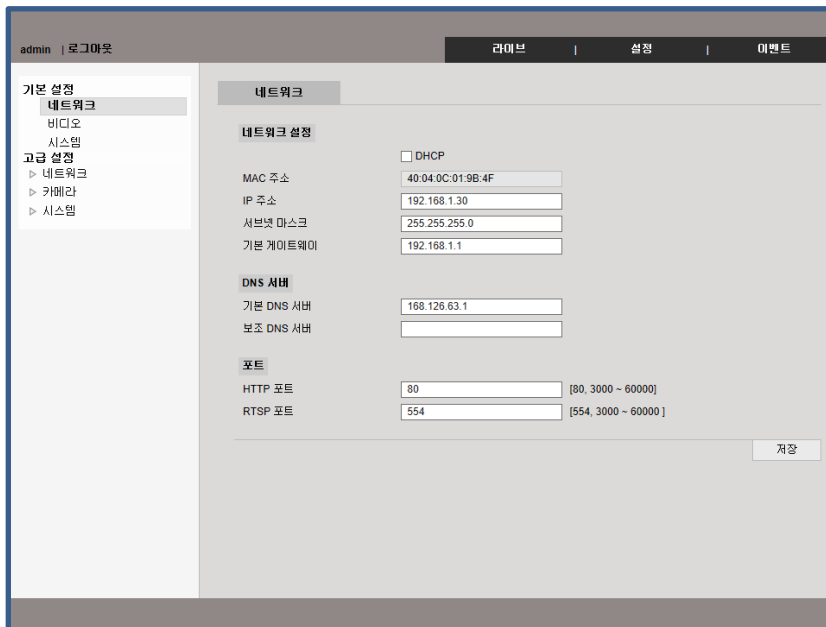 admin | 로그아웃
라이브 | 설정 | 이벤트
기본 설정
네트워크
비디오
시스템
고급 설정
네트워크
카메라
시스템
네트워크
네트워크 설정
DHCP
MAC 주소 40:04:0C:01:9B:4F
IP 주소 192.168.1.30
서브넷 마스크 255.255.255.0
기본 게이트웨이 192.168.1.1
DNS 서버
기본 DNS 서버 168.126.63.1
보조 DNS 서버
포트
HTTP 포트 80 [80, 3000 ~ 60000]
RTSP 포트 554 [554, 3000 ~ 60000 ]
저장